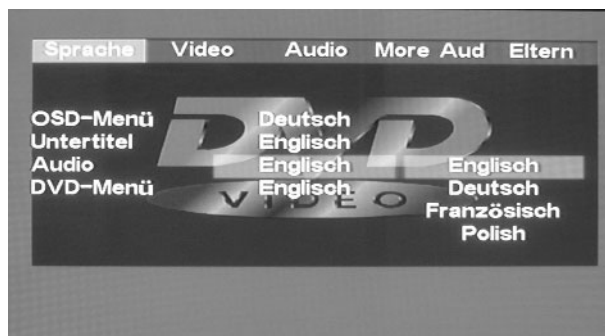 Sprache Video Audio More Aud Eltern
OSD-Menü Deutsch
Untertitel Englisch
Audio Englisch Englisch
DVD-Menü Englisch Deutsch
Französisch
Polish
DVD
VIDEO